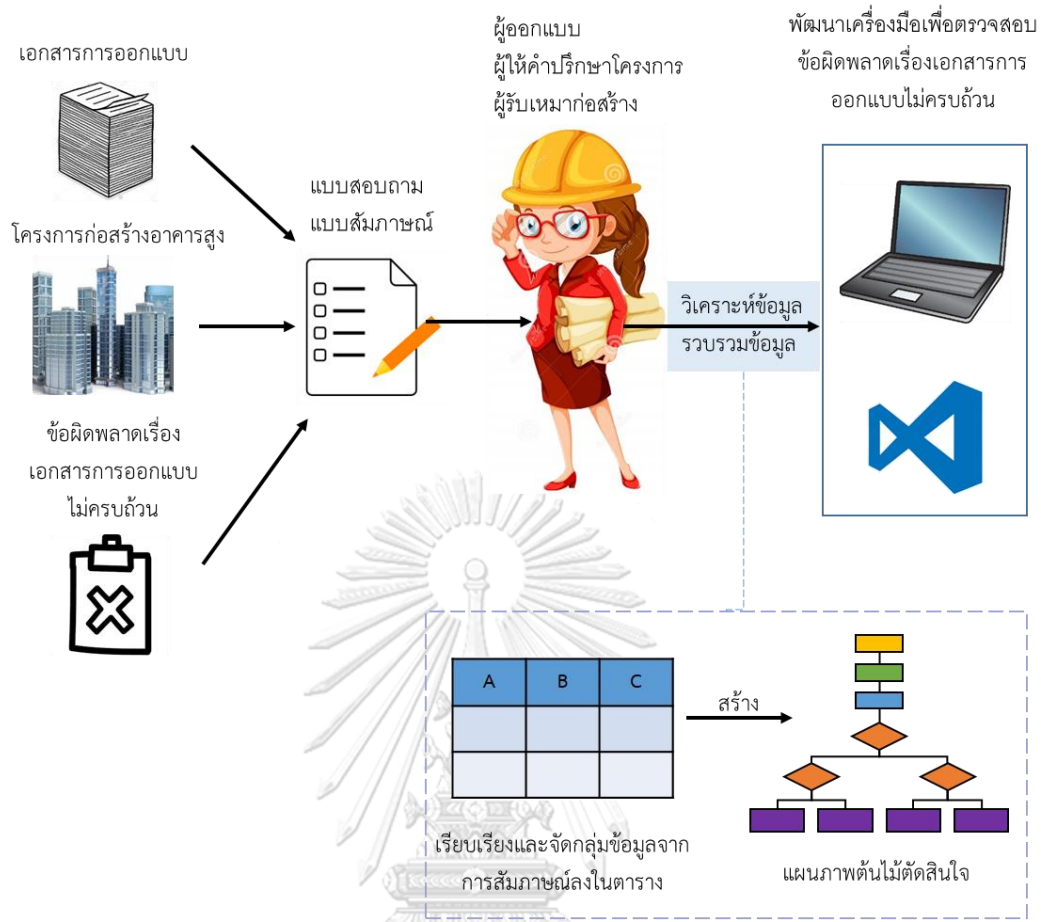 เอกสารการออกแบบ
โครงการก่อสร้างอาคารสูง
ข้อผิดพลาดเรื่อง
เอกสารการออกแบบ
ไม่ครบถ้วน
แบบสอบถาม
แบบสัมภาษณ์
ผู้ออกแบบ
ผู้ให้คำปรึกษาโครงการ
ผู้รับเหมาก่อสร้าง
วิเคราะห์ข้อมูล
รวบรวมข้อมูล
พัฒนาเครื่องมือเพื่อตรวจสอบ
ข้อผิดพลาดเรื่องเอกสารการ
ออกแบบไม่ครบถ้วน
A B C
เรียบเรียงและจัดกลุ่มข้อมูลจาก
การสัมภาษณ์ลงในตาราง
สร้าง
แผนภาพต้นไม้ตัดสินใจ